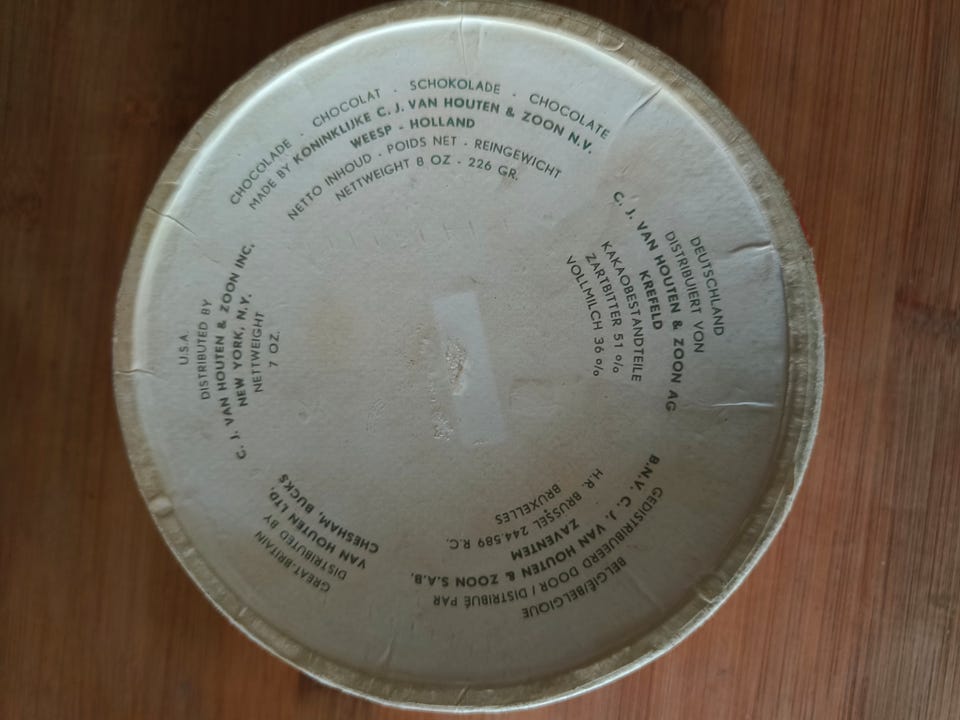 CHOCOLADE · CHOCOLAT · SCHOKOLADE · CHOCOLATE
MADE BY KONINKLIJKE C. J. VAN HOUTEN & ZOON N.V.
WEESP - HOLLAND
NETTO INHOUD · POIDS NET · REINGEWICHT
NETTWEIGHT 8 OZ - 226 GR.
DEUTSCHLAND
DISTRIBUIERT VON
C. J. VAN HOUTEN & ZOON AG
KREFELD
KAKAOBESTANDTEILE
ZARTBITTER 51 %
VOLLMILCH 36 %
BELGIË/BELGIQUE
GEDISTRIBUEERD DOOR / DISTRIBUÉ PAR
B.N.V. C. J. VAN HOUTEN & ZOON S.A.B.
ZAVENTEM
H.R. BRUSSEL 244.589 R.C.
BRUXELLES
GREAT-BRITAIN
DISTRIBUTED BY
VAN HOUTEN LTD.
CHESHAM, BUCKS
U.S.A.
DISTRIBUTED BY
C. J. VAN HOUTEN & ZOON INC.
NEW YORK, N.Y.
NETTWEIGHT
7 OZ.